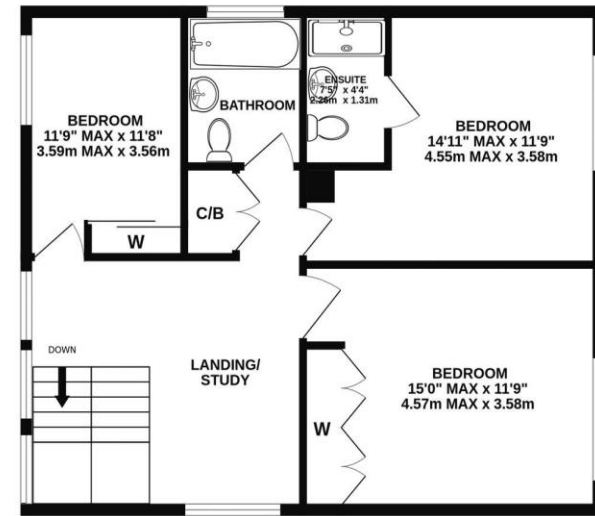 BEDROOM
11'9" MAX x 11'8"
3.59m MAX x 3.56m
BATHROOM
ENSUITE
7'5" x 4'4"
2.26m x 1.31m
BEDROOM
14'11" MAX x 11'9"
4.55m MAX x 3.58m
C/B
W
DOWN
LANDING/
STUDY
BEDROOM
15'0" MAX x 11'9"
4.57m MAX x 3.58m
W